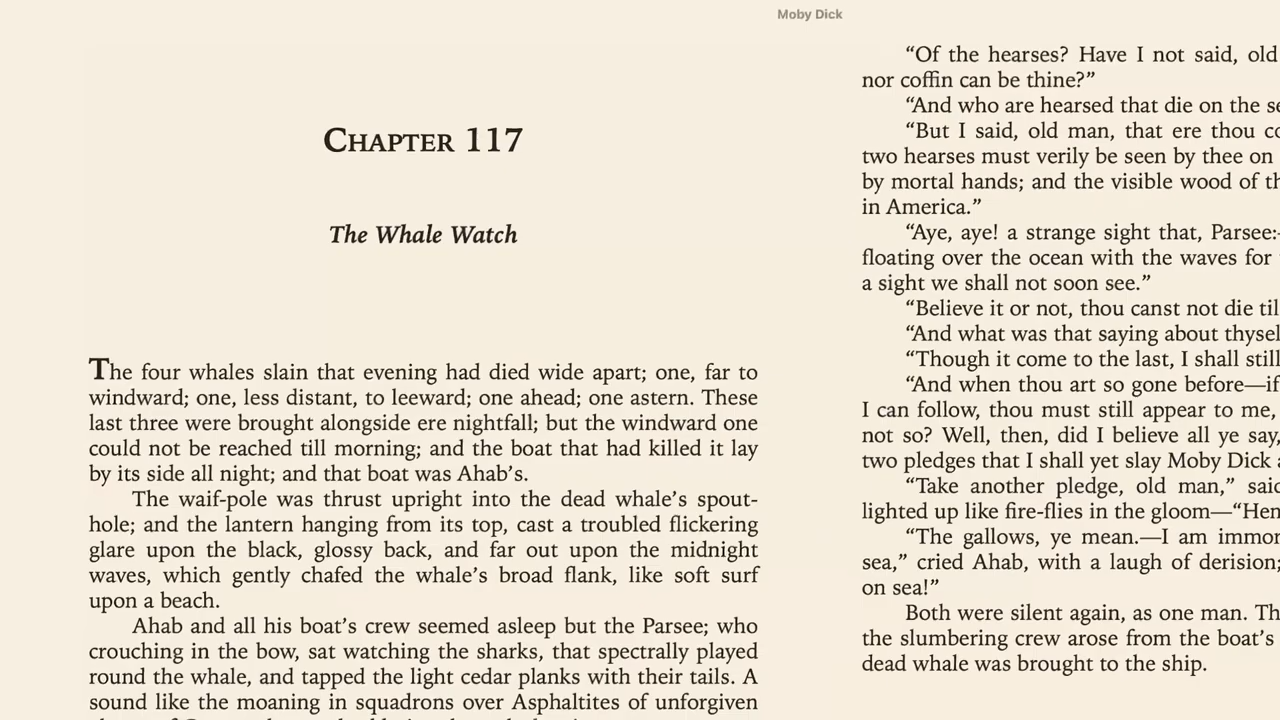 Moby Dick
CHAPTER 117
The Whale Watch
The four whales slain that evening had died wide apart; one, far to
windward; one, less distant, to leeward; one ahead; one astern. These
last three were brought alongside ere nightfall; but the windward one
could not be reached till morning; and the boat that had killed it lay
by its side all night; and that boat was Ahab’s.
The waif-pole was thrust upright into the dead whale’s spout-
hole; and the lantern hanging from its top, cast a troubled flickering
glare upon the black, glossy back, and far out upon the midnight
waves, which gently chafed the whale’s broad flank, like soft surf
upon a beach.
Ahab and all his boat’s crew seemed asleep but the Parsee; who
crouching in the bow, sat watching the sharks, that spectrally played
round the whale, and tapped the light cedar planks with their tails. A
sound like the moaning in squadrons over Asphaltites of unforgiven
“Of the hearses? Have I not said, old
nor coffin can be thine?”
“And who are hearsed that die on the se
“But I said, old man, that ere thou co
two hearses must verily be seen by thee on
by mortal hands; and the visible wood of th
in America.”
“Aye, aye! a strange sight that, Parsee:-
floating over the ocean with the waves for
a sight we shall not soon see.”
“Believe it or not, thou canst not die til
“And what was that saying about thysel
“Though it come to the last, I shall still
“And when thou art so gone before—if
I can follow, thou must still appear to me,
not so? Well, then, did I believe all ye say,
two pledges that I shall yet slay Moby Dick a
“Take another pledge, old man,” said
lighted up like fire-flies in the gloom—“Hem
“The gallows, ye mean.—I am immor
sea,” cried Ahab, with a laugh of derision;
on sea!”
Both were silent again, as one man. Th
the slumbering crew arose from the boat’s
dead whale was brought to the ship.